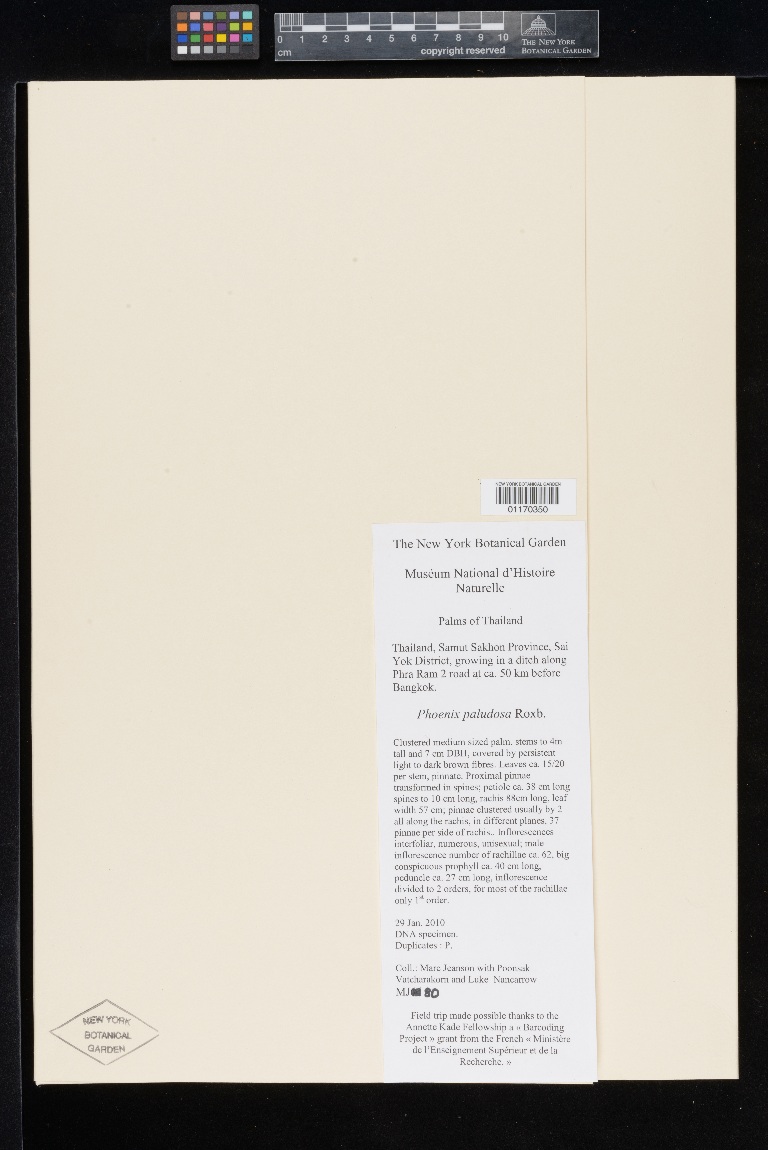 0 1 2 3 4 5 6 7 8 9 10
cm
copyright reserved
THE NEW YORK
BOTANICAL GARDEN
NEW YORK BOTANICAL GARDEN
01170350
The New York Botanical Garden
Muséum National d'Histoire
Naturelle
Palms of Thailand
Thailand, Samut Sakhon Province, Sai
Yok District, growing in a ditch along
Phra Ram 2 road at ca. 50 km before
Bangkok.
Phoenix paludosa Roxb.
Clustered medium sized palm, stems to 4m
tall and 7 cm DBH, covered by persistent
light to dark brown fibres. Leaves ca. 15/20
per stem, pinnate. Proximal pinnae
transformed in spines; petiole ca. 38 cm long
spines to 10 cm long, rachis 88cm long, leaf
width 57 cm; pinnae clustered usually by 2
all along the rachis, in different planes, 37
pinnae per side of rachis.. Inflorescences
interfoliar, numerous, unisexual; male
inflorescence number of rachillae ca. 62, big
conspicuous prophyll ca. 40 cm long,
peduncle ca. 27 cm long, inflorescence
divided to 2 orders, for most of the rachillae
only 1st order.
29 Jan. 2010
DNA specimen.
Duplicates : P.
Coll.: Marc Jeanson with Poonsak
Vatcharakorn and Luke Nancarrow
MJ 80
Field trip made possible thanks to the
Annette Kade Fellowship a « Barcoding
Project » grant from the French « Ministère
de l'Enseignement Supérieur et de la
Recherche. »
NEW YORK
BOTANICAL
GARDEN